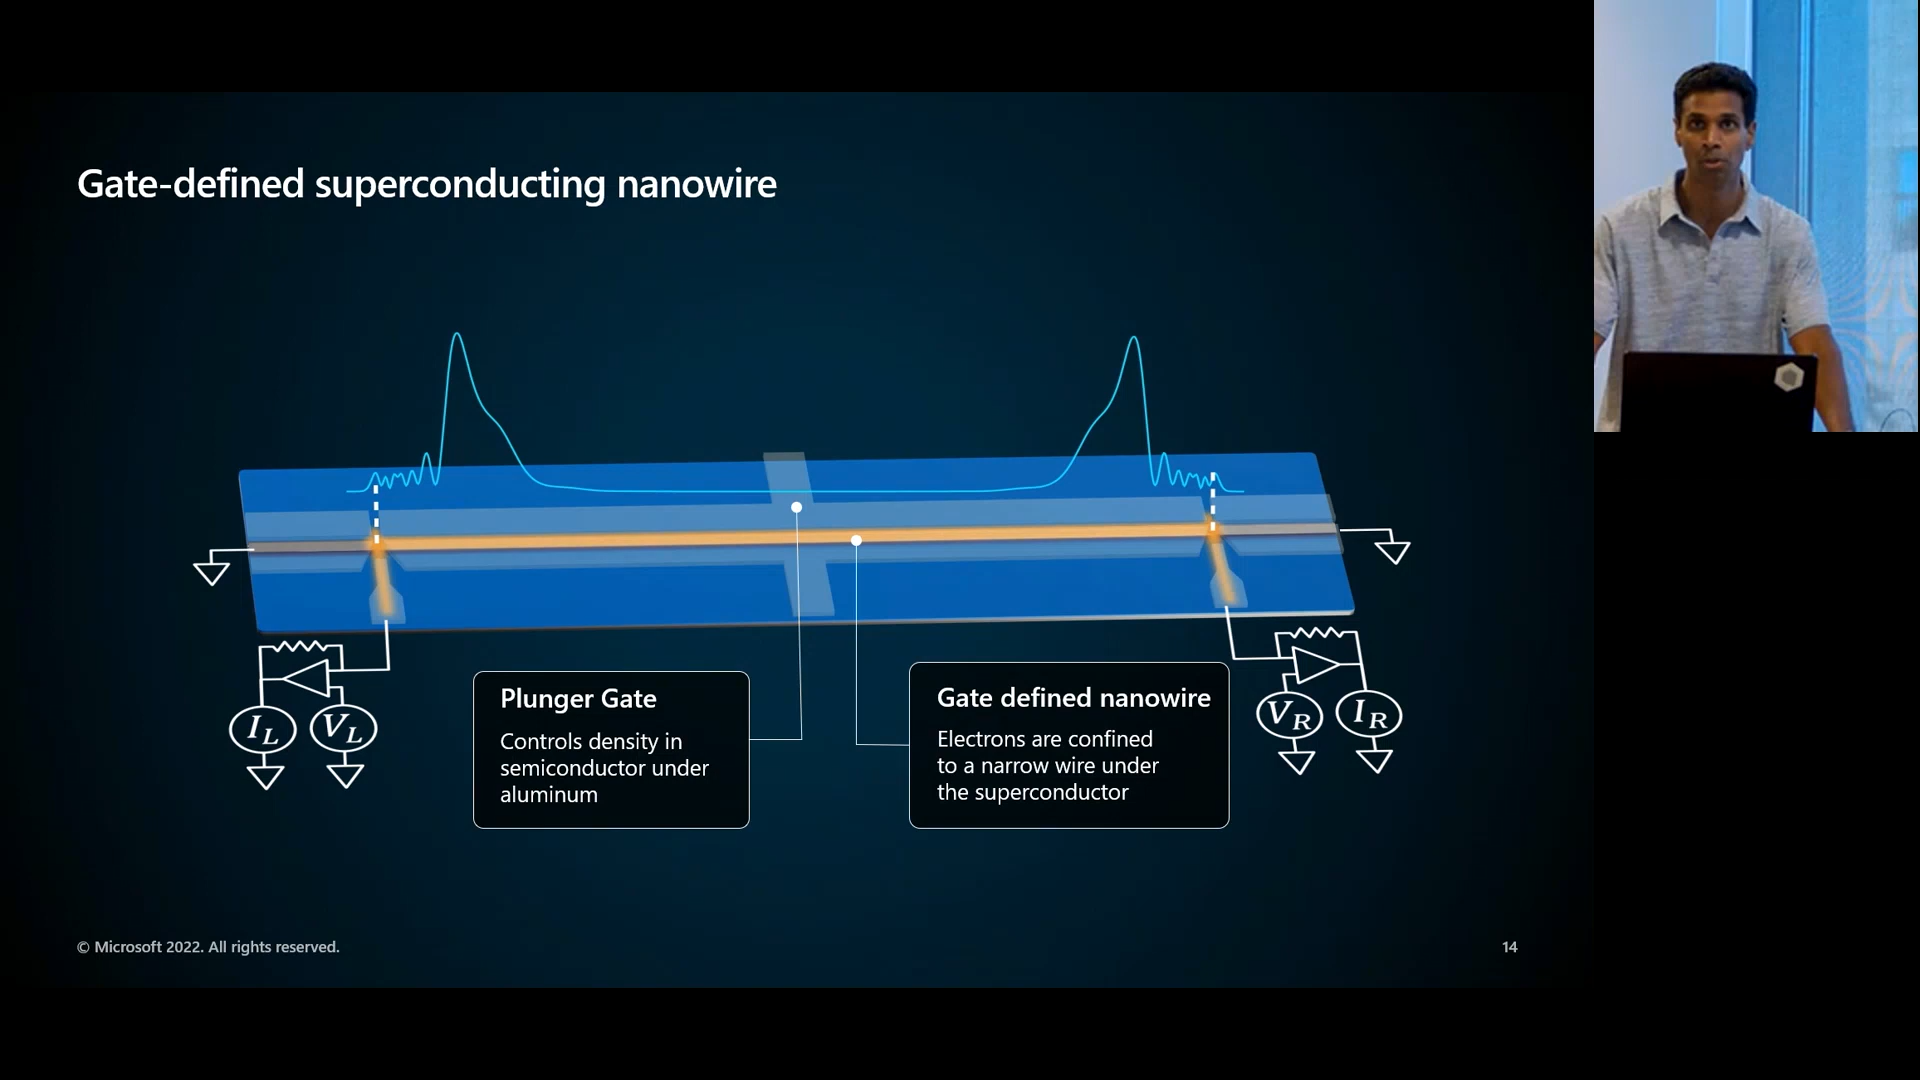 Gate-defined superconducting nanowire
I_L
V_L
Plunger Gate
Controls density in
semiconductor under
aluminum
Gate defined nanowire
Electrons are confined
to a narrow wire under
the superconductor
V_R
I_R
© Microsoft 2022. All rights reserved.
14